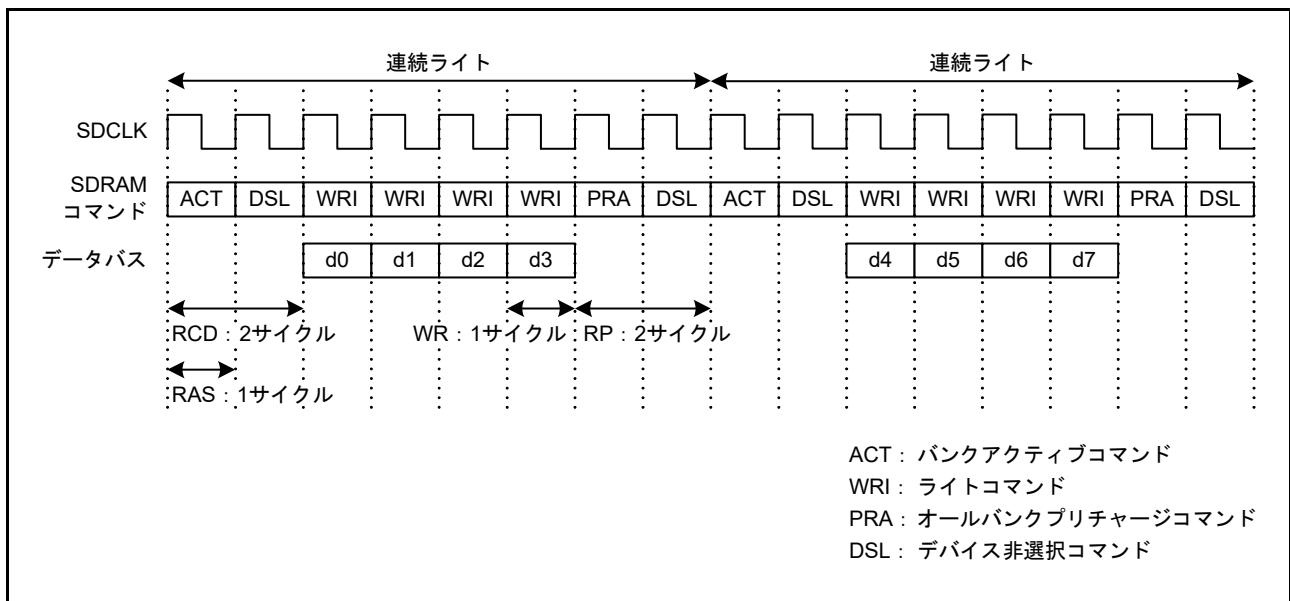 連続ライト 連続ライト
SDCLK
SDRAM
コマンド
ACT DSL WRI WRI WRI WRI PRA DSL ACT DSL WRI WRI WRI WRI PRA DSL
データバス d0 d1 d2 d3 d4 d5 d6 d7
RCD：2サイクル WR：1サイクル RP：2サイクル
RAS：1サイクル
ACT： バンクアクティブコマンド
WRI： ライトコマンド
PRA： オールバンクプリチャージコマンド
DSL： デバイス非選択コマンド